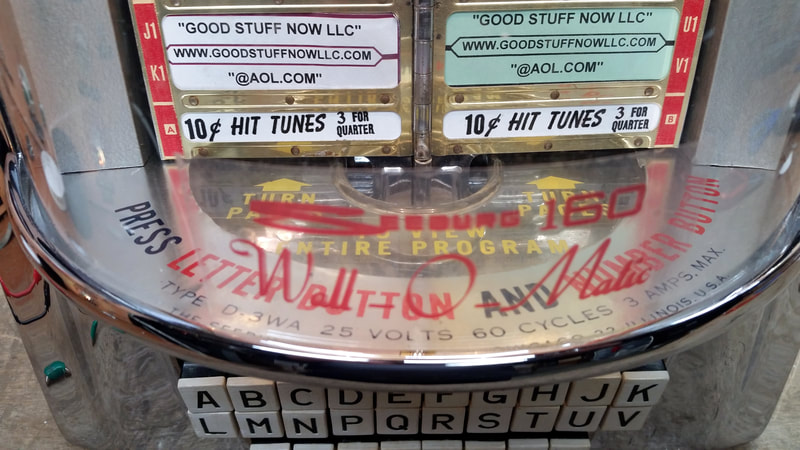 J1
"GOOD STUFF NOW LLC"
WWW.GOODSTUFFNOWLLC.COM
K1
"@AOL.COM"
A
10¢ HIT TUNES 3 FOR QUARTER
"GOOD STUFF NOW LLC"
U1
WWW.GOODSTUFFNOWLLC.COM
V1
"@AOL.COM"
10¢ HIT TUNES 3 FOR QUARTER
B
TURN
TURN
VIEW
ENTIRE PROGRAM
SEEBURG 160
Wall-O-Matic
PRESS LETTER BUTTON AND NUMBER BUTTON
TYPE D-3WA 25 VOLTS 60 CYCLES 3 AMPS. MAX.
THE
22, ILLINOIS, U.S.A.
A B C D E F G H J K
L M N P Q R S T U V